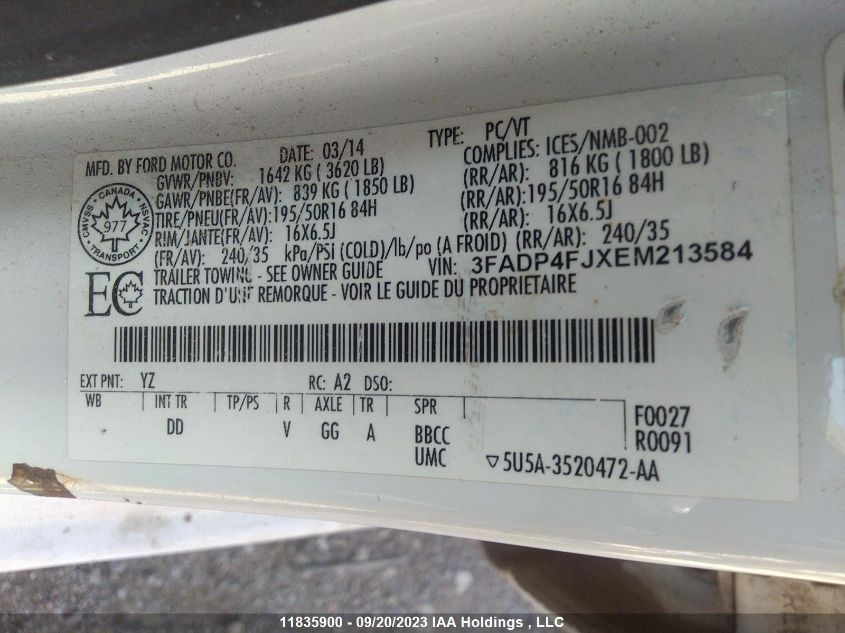 MFD. BY FORD MOTOR CO. DATE: 03/14 TYPE: PC/VT
GVWR/PNBV: 1642 KG ( 3620 LB) COMPLIES: ICES/NMB-002
GAWR/PNBE(FR/AV): 839 KG ( 1850 LB) (RR/AR): 816 KG ( 1800 LB)
TIRE/PNEU(FR/AV):195/50R16 84H (RR/AR):195/50R16 84H
RIM/JANTE(FR/AV): 16X6.5J (RR/AR): 16X6.5J
(FR/AV): 240/35 kPa/PSI (COLD)/lb/po (A FROID) (RR/AR): 240/35
TRAILER TOWING - SEE OWNER GUIDE VIN: 3FADP4FJXEM213584
TRACTION D'UNE REMORQUE - VOIR LE GUIDE DU PROPRIETAIRE
CANADA
CMVSS NSVAC
977
TRANSPORT
EC
EXT PNT: YZ RC: A2 DSO:
WB INT TR TP/PS R AXLE TR SPR F0027
DD V GG A BBCC R0091
UMC ▽5U5A-3520472-AA
11835900 - 09/20/2023 IAA Holdings , LLC